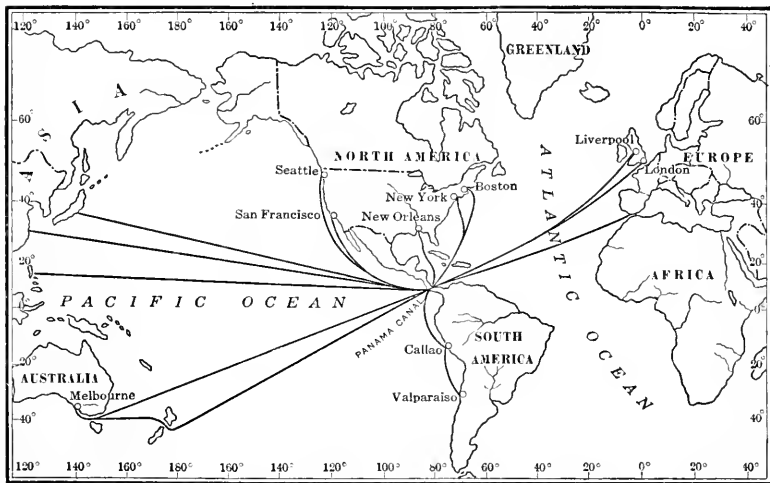 120° 140° 160° 180° 160° 140° 120° 100° 80° 60° 40° 20° 0° 20° 40°
GREENLAND
ASIA
60°
60°
Liverpool
NORTH AMERICA
EUROPE
London
Seattle
Boston
New York
40°
40°
San Francisco
New Orleans
ATLANTIC OCEAN
20°
20°
AFRICA
PACIFIC OCEAN
0°
0°
PANAMA CANAL
SOUTH
AMERICA
Callao
20°
20°
AUSTRALIA
Melbourne
Valparaiso
40°
40°
120° 140° 160° 180° 160° 140° 120° 100° 80° 60° 40° 20° 0° 20° 40°